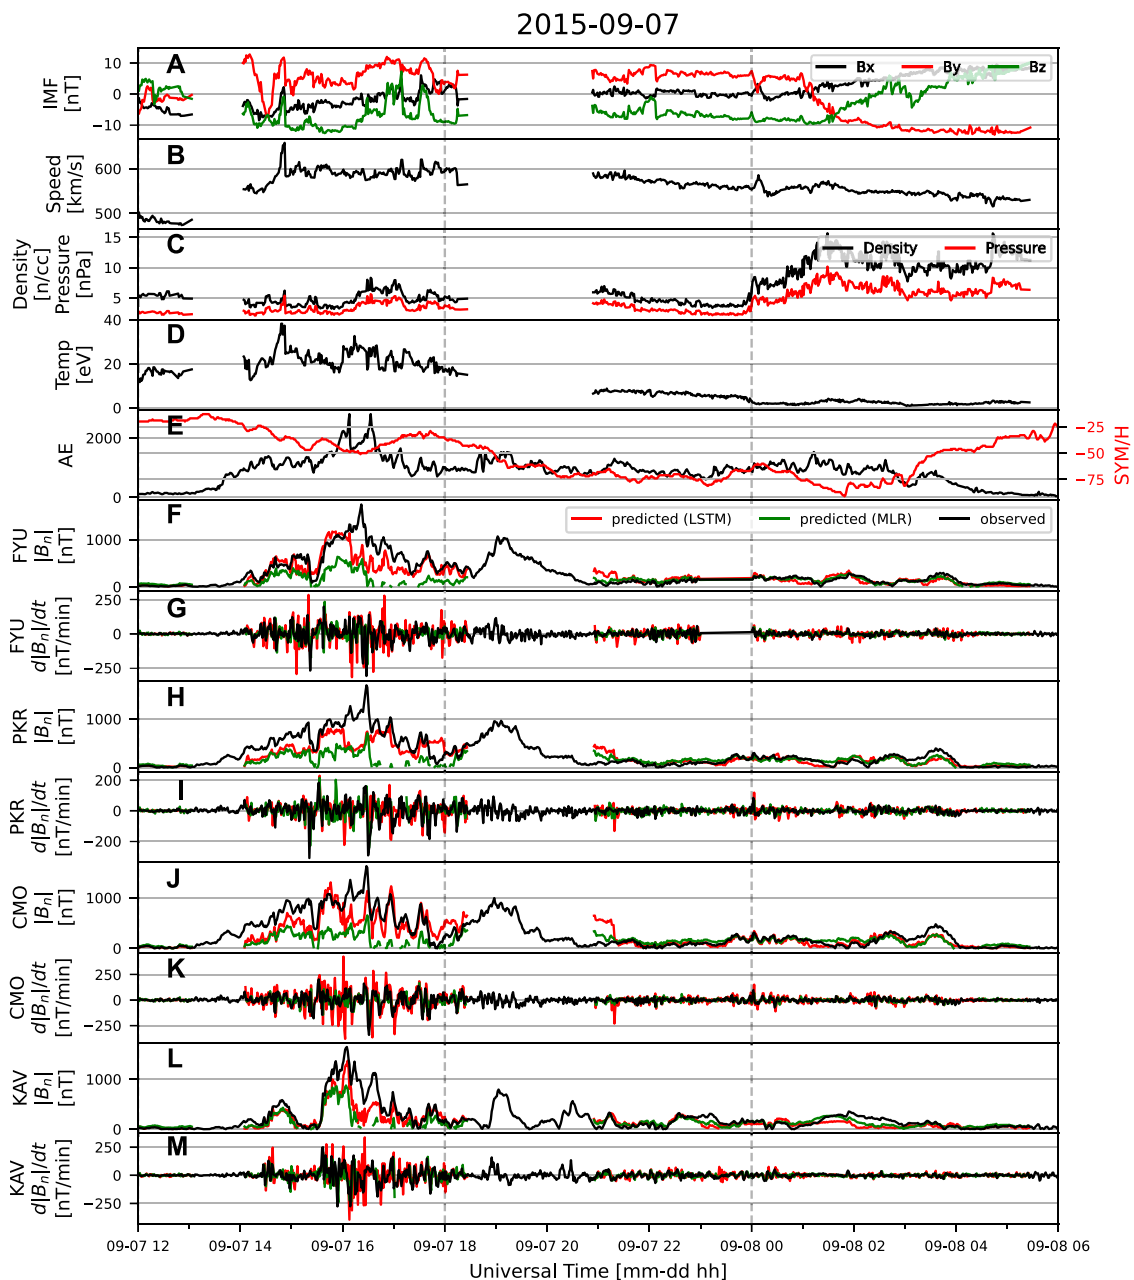 2015-09-07
A
Bx By Bz
IMF
[nT]
10
0
−10
B
Speed
[km/s]
600
500
C
Density Pressure
Density
[n/cc]
Pressure
[nPa]
15
10
5
D
Temp
[eV]
40
20
0
E
AE
2000
0
SYM/H
−25
−50
−75
F
predicted (LSTM) predicted (MLR) observed
FYU
|Bn|
[nT]
1000
0
G
FYU
d|Bn|/dt
[nT/min]
250
0
−250
H
PKR
|Bn|
[nT]
1000
0
I
PKR
d|Bn|/dt
[nT/min]
200
0
−200
J
CMO
|Bn|
[nT]
1000
0
K
CMO
d|Bn|/dt
[nT/min]
250
0
−250
L
KAV
|Bn|
[nT]
1000
0
M
KAV
d|Bn|/dt
[nT/min]
250
0
−250
09-07 12 09-07 14 09-07 16 09-07 18 09-07 20 09-07 22 09-08 00 09-08 02 09-08 04 09-08 06
Universal Time [mm-dd hh]